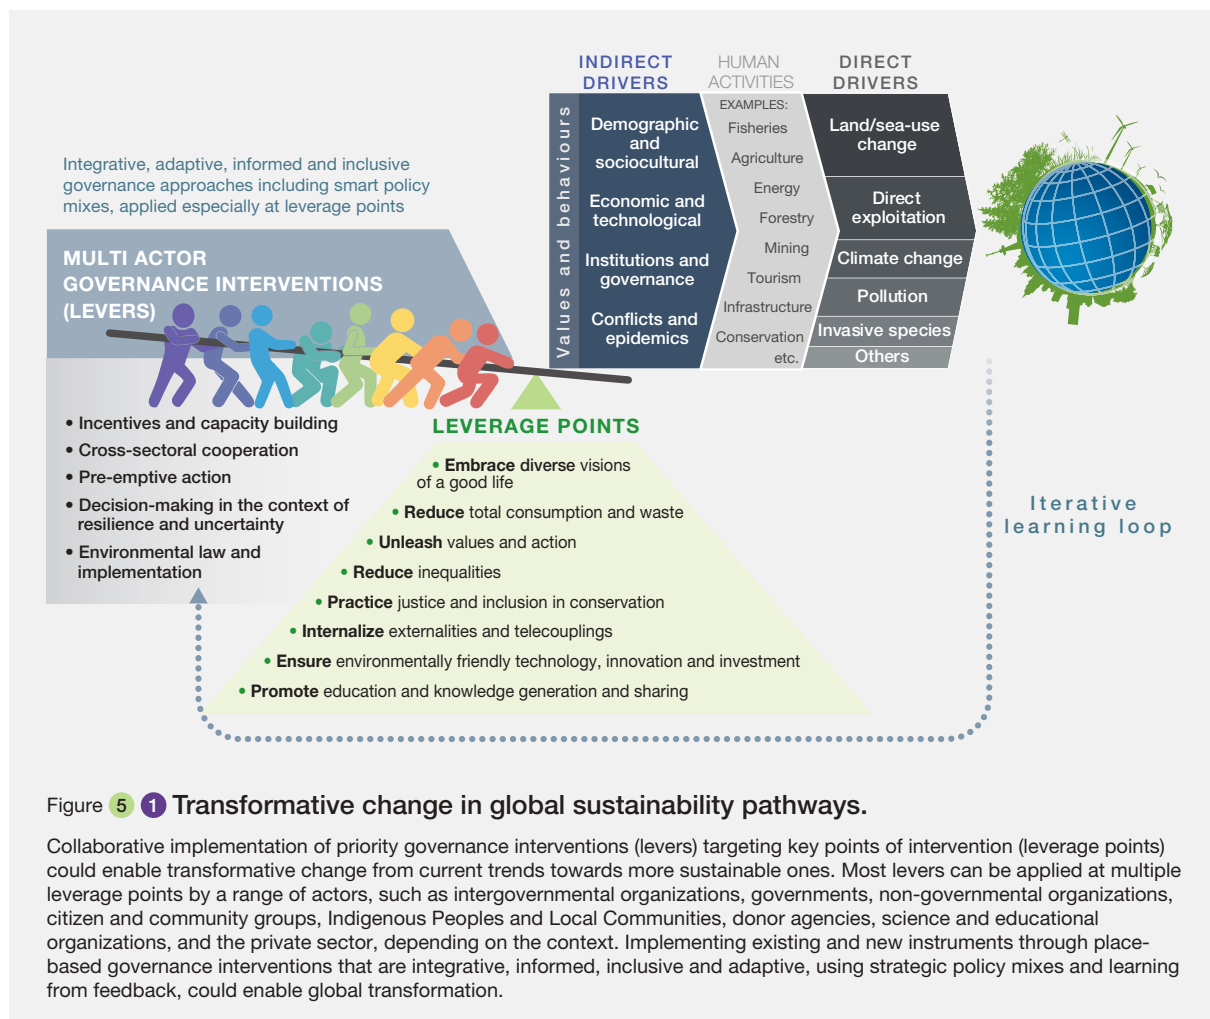 INDIRECT
DRIVERS
HUMAN
ACTIVITIES
DIRECT
DRIVERS
Values and behaviours
Demographic
and
sociocultural
Economic and
technological
Institutions and
governance
Conflicts and
epidemics
EXAMPLES:
Fisheries
Agriculture
Energy
Forestry
Mining
Tourism
Infrastructure
Conservation
etc.
Land/sea-use
change
Direct
exploitation
Climate change
Pollution
Invasive species
Others
Integrative, adaptive, informed and inclusive
governance approaches including smart policy
mixes, applied especially at leverage points
MULTI ACTOR
GOVERNANCE INTERVENTIONS
(LEVERS)
• Incentives and capacity building
• Cross-sectoral cooperation
• Pre-emptive action
• Decision-making in the context of
resilience and uncertainty
• Environmental law and
implementation
LEVERAGE POINTS
• Embrace diverse visions
of a good life
• Reduce total consumption and waste
• Unleash values and action
• Reduce inequalities
• Practice justice and inclusion in conservation
• Internalize externalities and telecouplings
• Ensure environmentally friendly technology, innovation and investment
• Promote education and knowledge generation and sharing
Iterative
learning loop
Figure 5 1 Transformative change in global sustainability pathways.
Collaborative implementation of priority governance interventions (levers) targeting key points of intervention (leverage points)
could enable transformative change from current trends towards more sustainable ones. Most levers can be applied at multiple
leverage points by a range of actors, such as intergovernmental organizations, governments, non-governmental organizations,
citizen and community groups, Indigenous Peoples and Local Communities, donor agencies, science and educational
organizations, and the private sector, depending on the context. Implementing existing and new instruments through place-
based governance interventions that are integrative, informed, inclusive and adaptive, using strategic policy mixes and learning
from feedback, could enable global transformation.